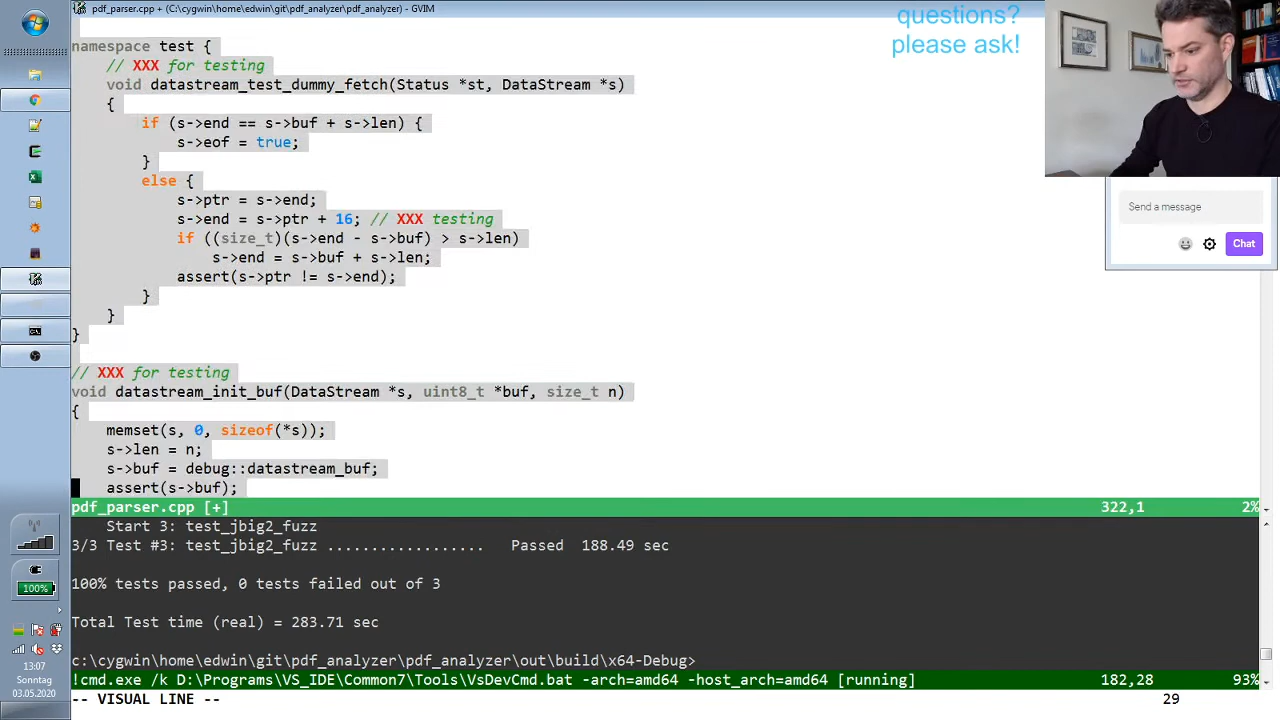 pdf_parser.cpp + (C:\cygwin\home\edwin\git\pdf_analyzer\pdf_analyzer) - GVIM
questions?
please ask!
namespace test {
// XXX for testing
void datastream_test_dummy_fetch(Status *st, DataStream *s)
{
if (s->end == s->buf + s->len) {
s->eof = true;
}
else {
s->ptr = s->end;
s->end = s->ptr + 16; // XXX testing
if ((size_t)(s->end - s->buf) > s->len)
s->end = s->buf + s->len;
assert(s->ptr != s->end);
}
}
}
// XXX for testing
void datastream_init_buf(DataStream *s, uint8_t *buf, size_t n)
{
memset(s, 0, sizeof(*s));
s->len = n;
s->buf = debug::datastream_buf;
assert(s->buf);
pdf_parser.cpp [+] 322,1 2%
Start 3: test_jbig2_fuzz
3/3 Test #3: test_jbig2_fuzz .................. Passed 188.49 sec
100% tests passed, 0 tests failed out of 3
Total Test time (real) = 283.71 sec
c:\cygwin\home\edwin\git\pdf_analyzer\pdf_analyzer\out\build\x64-Debug>
!cmd.exe /k D:\Programs\VS_IDE\Common7\Tools\VsDevCmd.bat -arch=amd64 -host_arch=amd64 [running] 182,28 93%
-- VISUAL LINE -- 29
Send a message
Chat
100%
13:07
Sonntag
03.05.2020